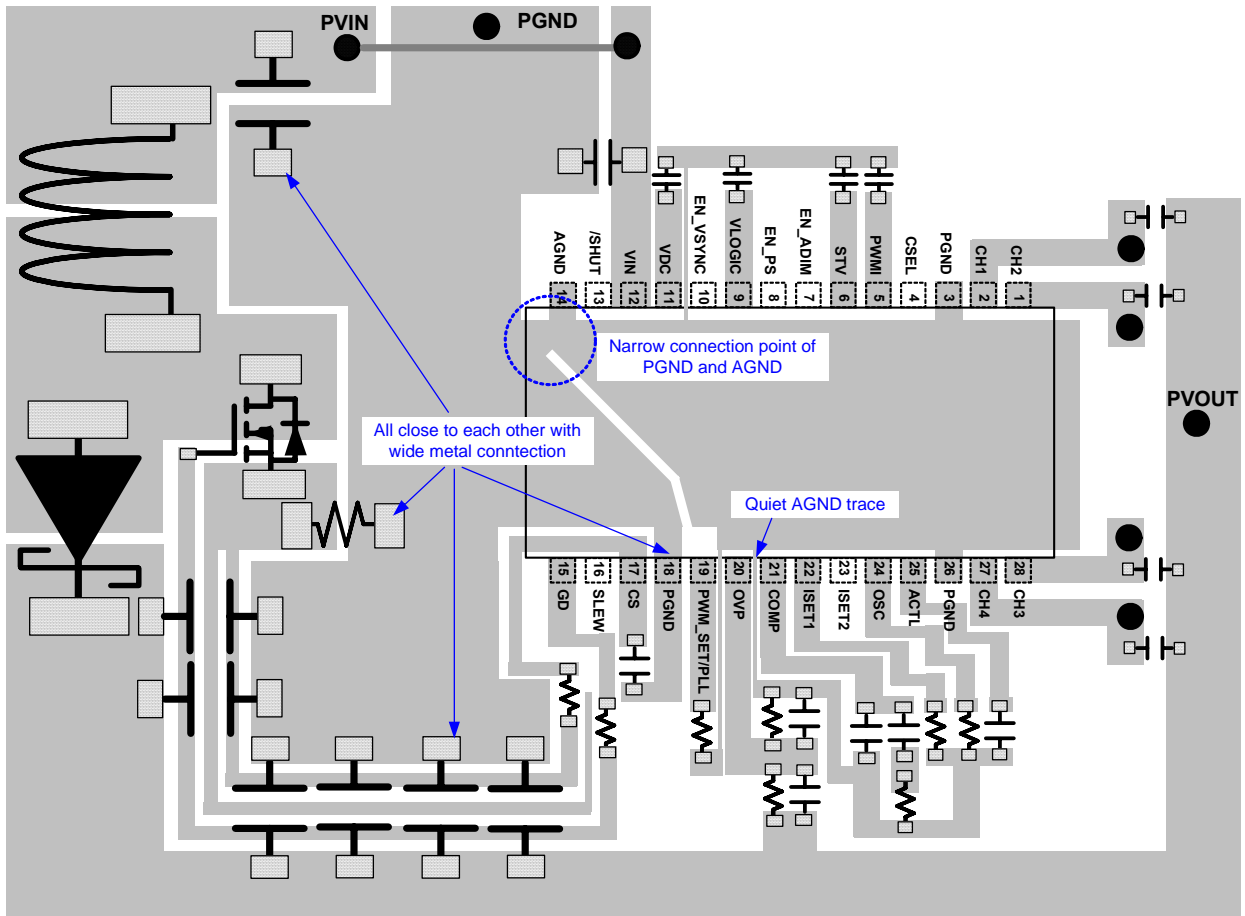 PVIN
PGND
AGND
/SHUT
VIN
VDC
EN_VSYNC
VLOGIC
EN_PS
EN_ADIM
STV
PWMI
CSEL
PGND
CH1
CH2
14
13
12
11
10
9
8
7
6
5
4
3
2
1
Narrow connection point of
PGND and AGND
PVOUT
All close to each other with
wide metal conntection
Quiet AGND trace
15
16
17
18
19
20
21
22
23
24
25
26
27
28
GD
SLEW
CS
PGND
PWM_SET/PLL
OVP
COMP
ISET1
ISET2
OSC
ACTL
PGND
CH4
CH3